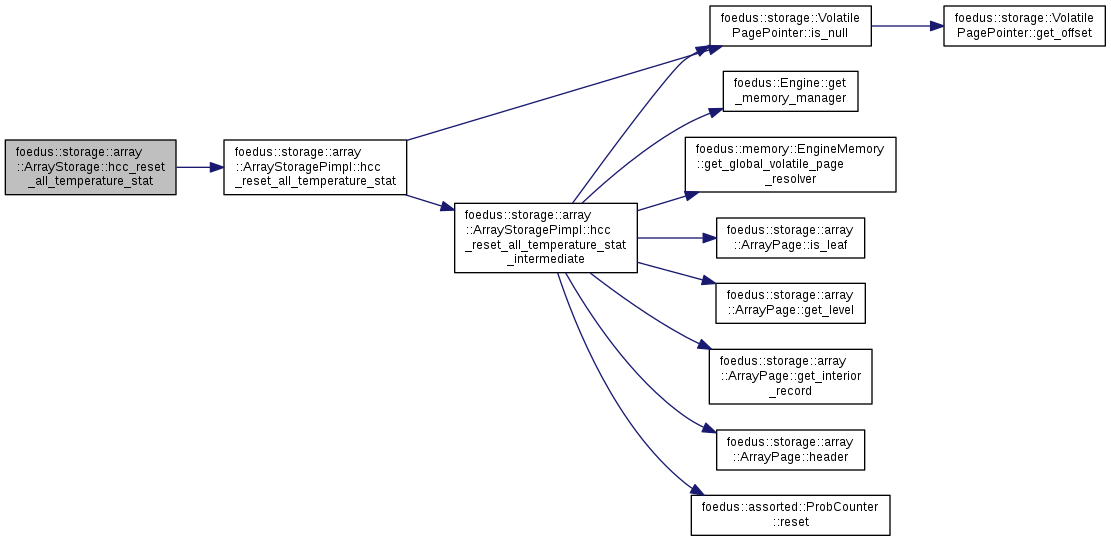 foedus::storage::array
::ArrayStorage::hcc_reset
_all_temperature_stat
foedus::storage::array
::ArrayStoragePimpl::hcc
_reset_all_temperature_stat
foedus::storage::array
::ArrayStoragePimpl::hcc
_reset_all_temperature_stat
_intermediate
foedus::storage::Volatile
PagePointer::is_null
foedus::storage::Volatile
PagePointer::get_offset
foedus::Engine::get
_memory_manager
foedus::memory::EngineMemory
::get_global_volatile_page
_resolver
foedus::storage::array
::ArrayPage::is_leaf
foedus::storage::array
::ArrayPage::get_level
foedus::storage::array
::ArrayPage::get_interior
_record
foedus::storage::array
::ArrayPage::header
foedus::assorted::ProbCounter
::reset